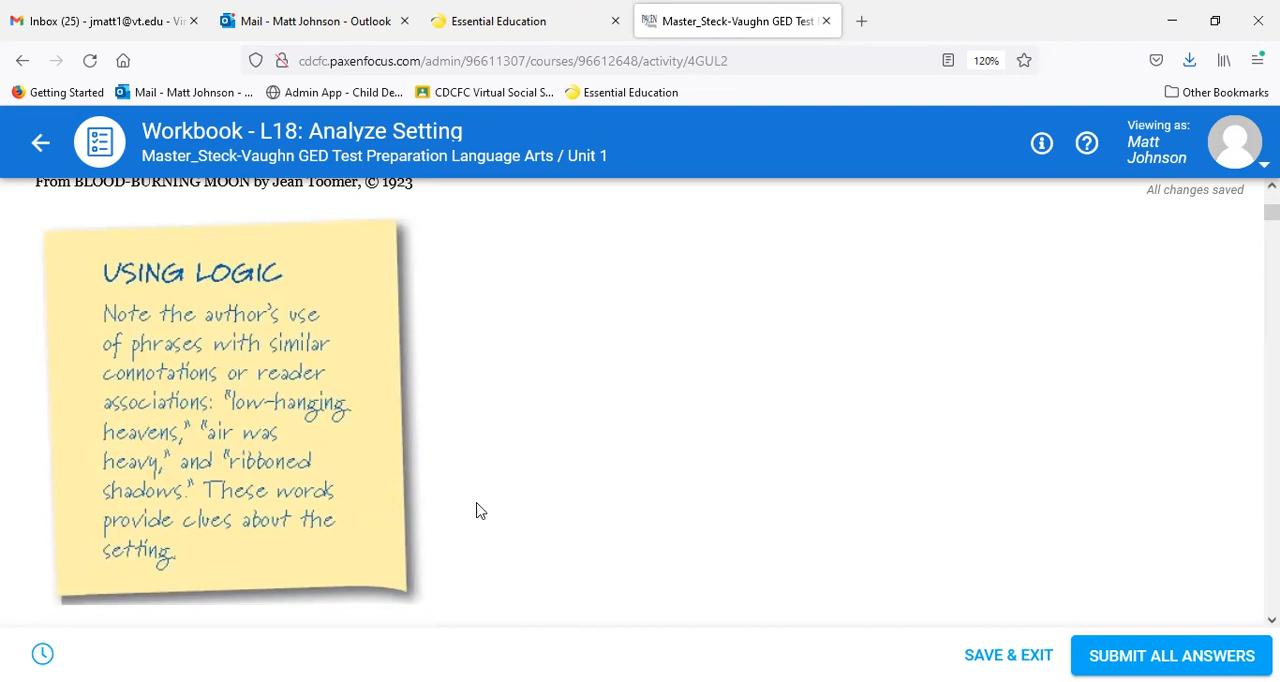 Inbox (25) - jmatt1@vt.edu - Vir
Mail - Matt Johnson - Outlook
Essential Education
Master_Steck-Vaughn GED Test
cdcfc.paxenfocus.com/admin/96611307/courses/96612648/activity/4GUL2
120%
Getting Started
Mail - Matt Johnson - ...
Admin App - Child De...
CDCFC Virtual Social S...
Essential Education
Other Bookmarks
Workbook - L18: Analyze Setting
Master_Steck-Vaughn GED Test Preparation Language Arts / Unit 1
Viewing as:
Matt
Johnson
From BLOOD-BURNING MOON by Jean Toomer, © 1923
All changes saved
USING LOGIC
Note the author's use
of phrases with similar
connotations or reader
associations: "low-hanging
heavens," "air was
heavy," and "ribboned
shadows." These words
provide clues about the
setting.
SAVE & EXIT
SUBMIT ALL ANSWERS